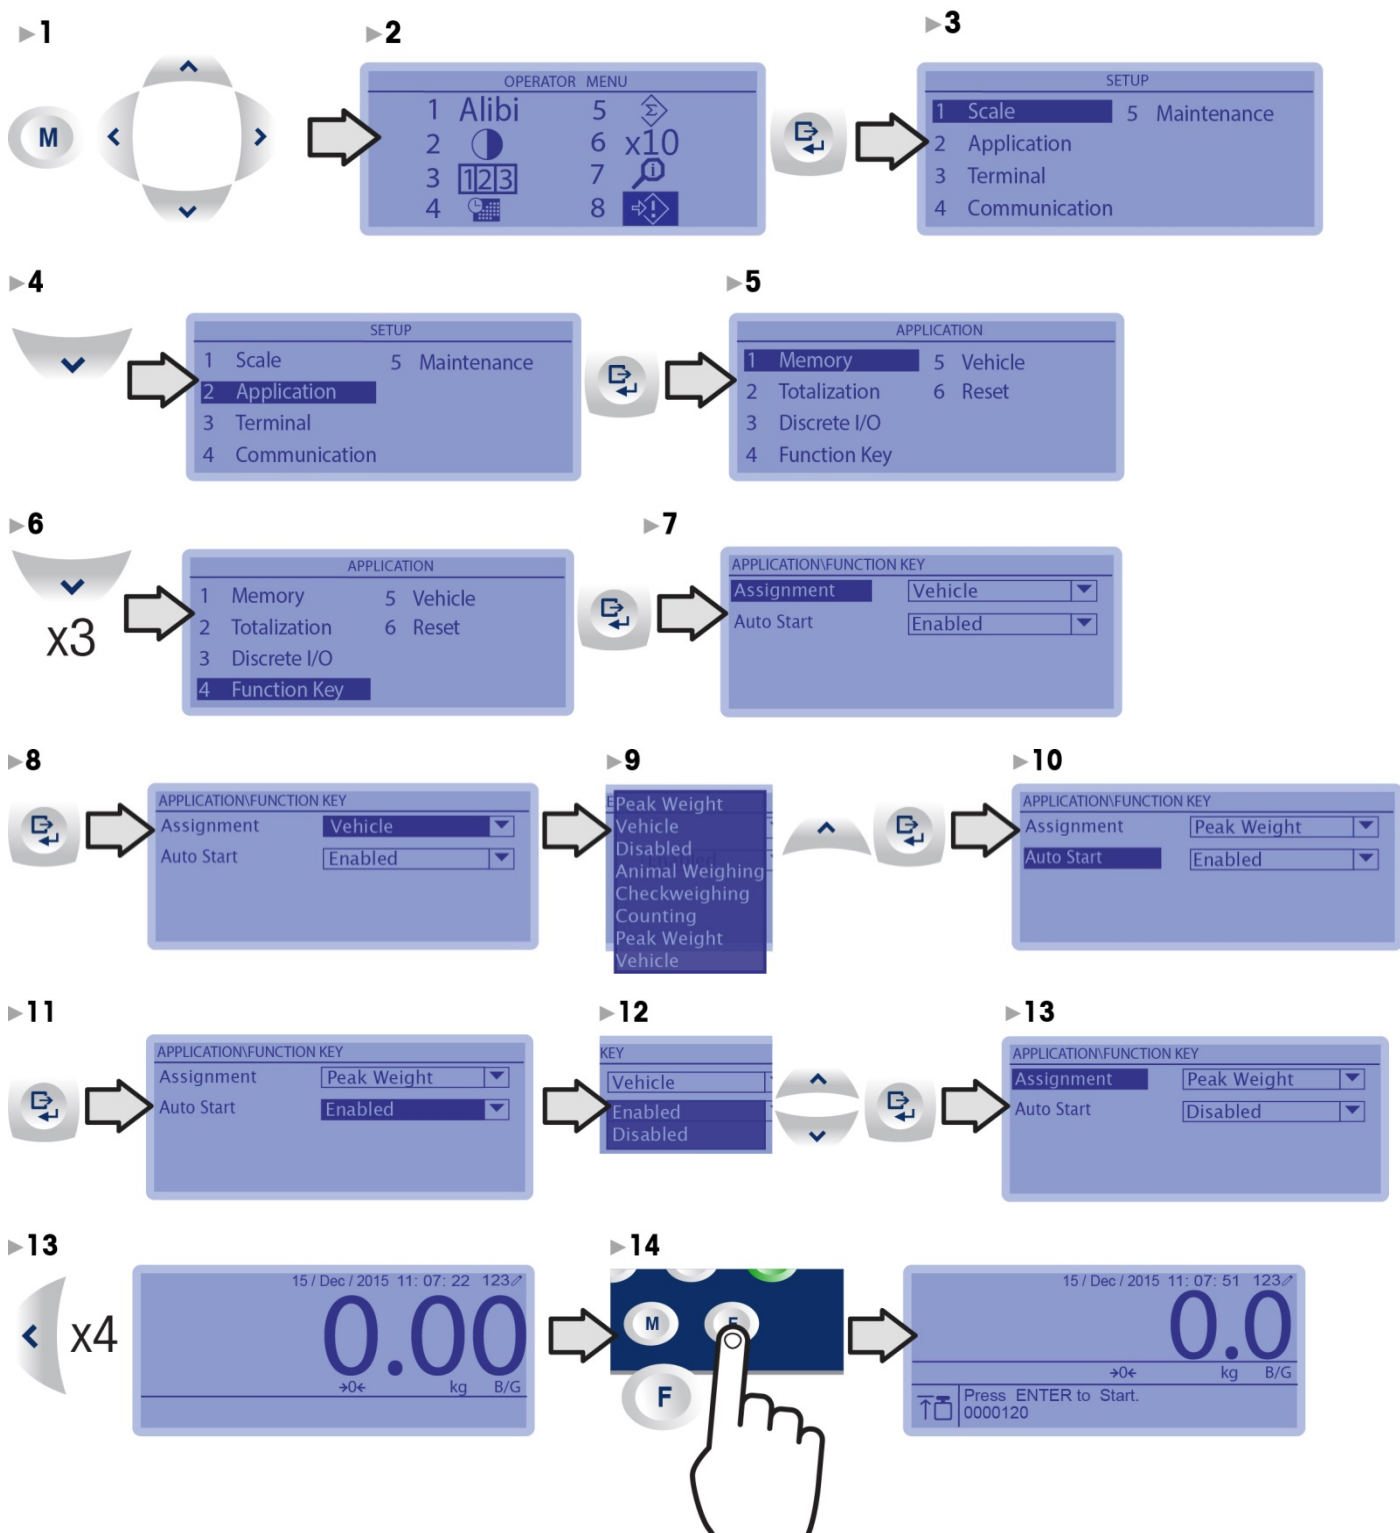 ▶1
▶2
▶3
M
OPERATOR MENU
1 Alibi 5
2 6 x10
3 123 7
4 8
SETUP
1 Scale 5 Maintenance
2 Application
3 Terminal
4 Communication
▶4
▶5
SETUP
1 Scale 5 Maintenance
2 Application
3 Terminal
4 Communication
APPLICATION
1 Memory 5 Vehicle
2 Totalization 6 Reset
3 Discrete I/O
4 Function Key
▶6
▶7
x3
APPLICATION
1 Memory 5 Vehicle
2 Totalization 6 Reset
3 Discrete I/O
4 Function Key
APPLICATION\FUNCTION KEY
Assignment Vehicle
Auto Start Enabled
▶8
▶9
▶10
APPLICATION\FUNCTION KEY
Assignment Vehicle
Auto Start Enabled
Peak Weight
Vehicle
Disabled
Animal Weighing
Checkweighing
Counting
Peak Weight
Vehicle
APPLICATION\FUNCTION KEY
Assignment Peak Weight
Auto Start Enabled
▶11
▶12
▶13
APPLICATION\FUNCTION KEY
Assignment Peak Weight
Auto Start Enabled
KEY
Vehicle
Enabled
Disabled
APPLICATION\FUNCTION KEY
Assignment Peak Weight
Auto Start Disabled
▶13
▶14
x4
15 / Dec / 2015 11: 07: 22 123
0.00
→0← kg B/G
M
F
F
15 / Dec / 2015 11: 07: 51 123
0.0
→0← kg B/G
Press ENTER to Start.
0000120